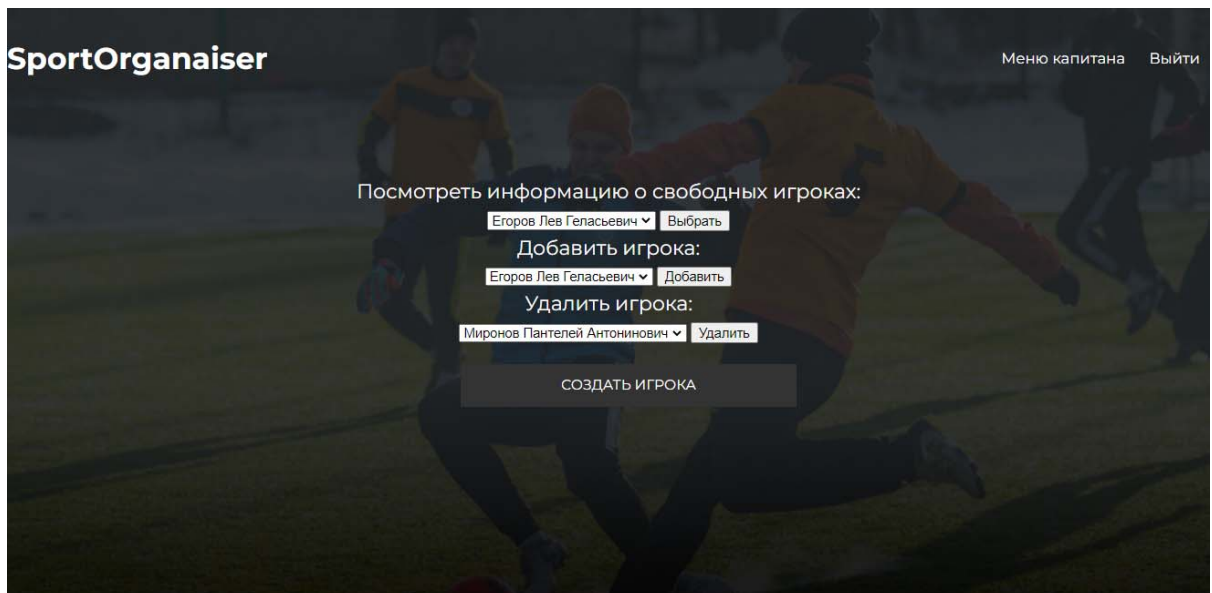 SportOrganaiser
Меню капитана Выйти
Посмотреть информацию о свободных игроках:
Егоров Лев Геласьевич Выбрать
Добавить игрока:
Егоров Лев Геласьевич Добавить
Удалить игрока:
Миронов Пантелей Антонинович Удалить
СОЗДАТЬ ИГРОКА